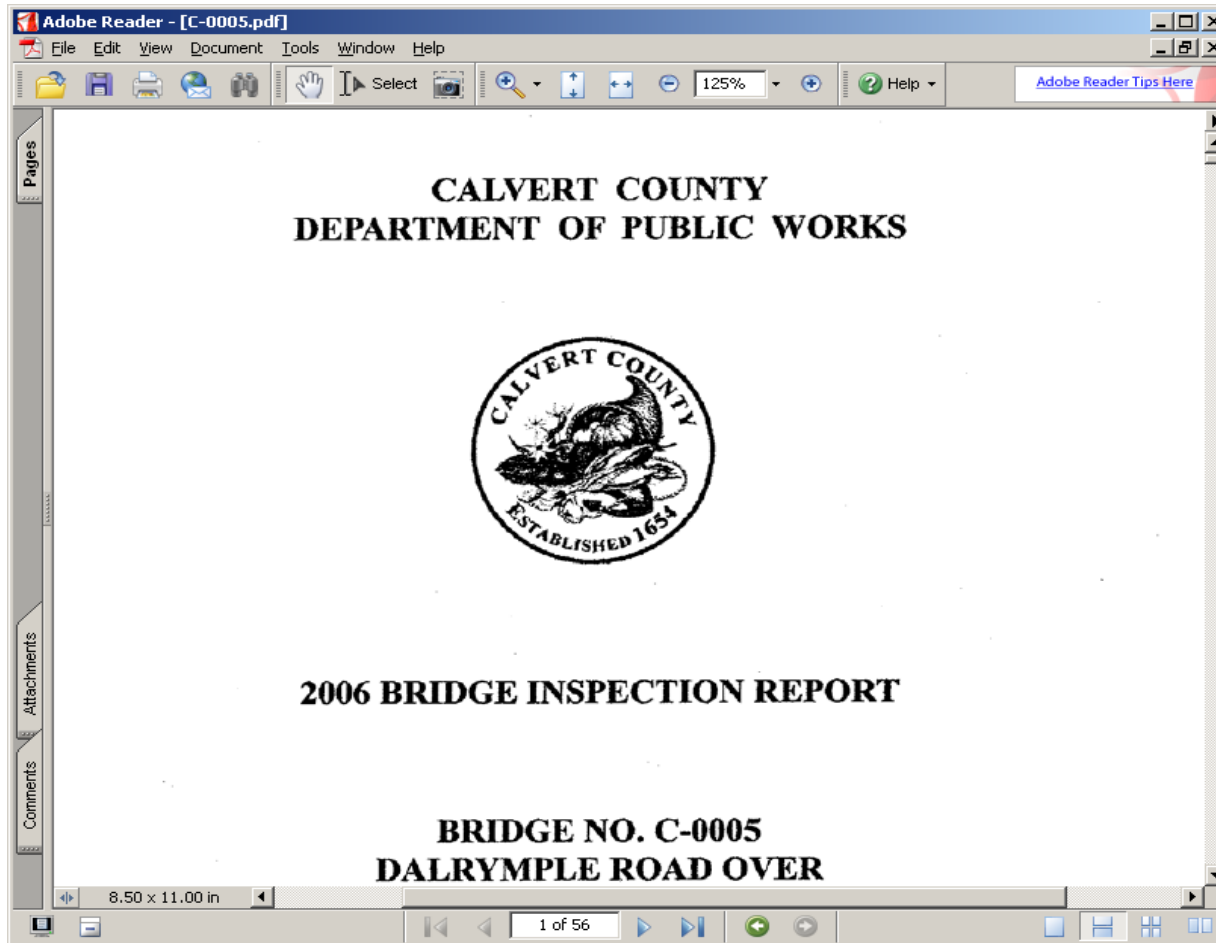 Adobe Reader - [C-0005.pdf]
File Edit View Document Tools Window Help
Select 125% Help Adobe Reader Tips Here
Pages
CALVERT COUNTY
DEPARTMENT OF PUBLIC WORKS
CALVERT COUNTY
ESTABLISHED 1654
2006 BRIDGE INSPECTION REPORT
Attachments
Comments
BRIDGE NO. C-0005
DALRYMPLE ROAD OVER
8.50 x 11.00 in
1 of 56